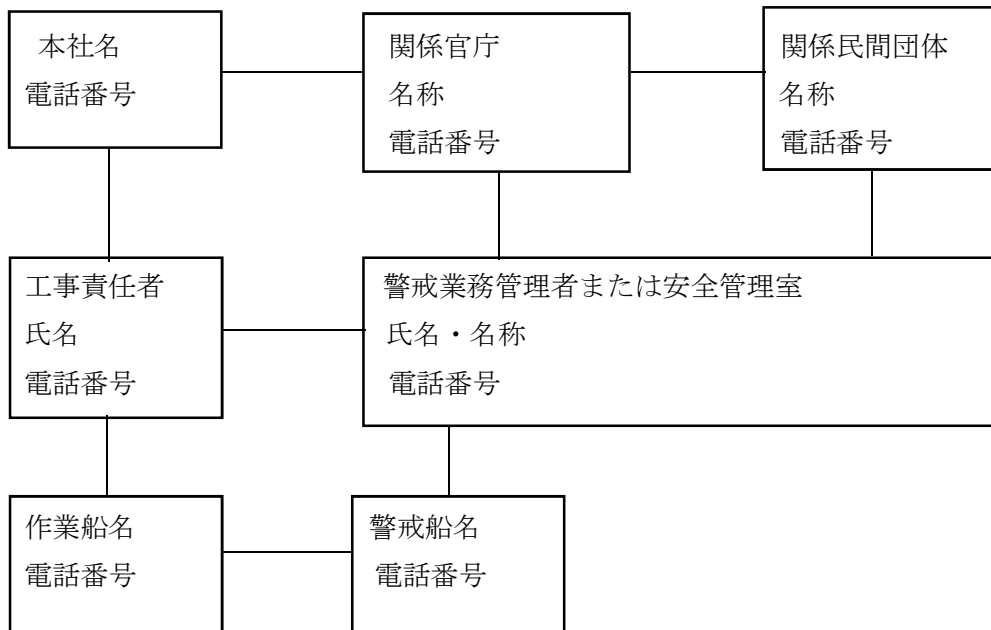 本社名
電話番号
関係官庁
名称
電話番号
関係民間団体
名称
電話番号
工事責任者
氏名
電話番号
警戒業務管理者または安全管理室
氏名・名称
電話番号
作業船名
電話番号
警戒船名
電話番号